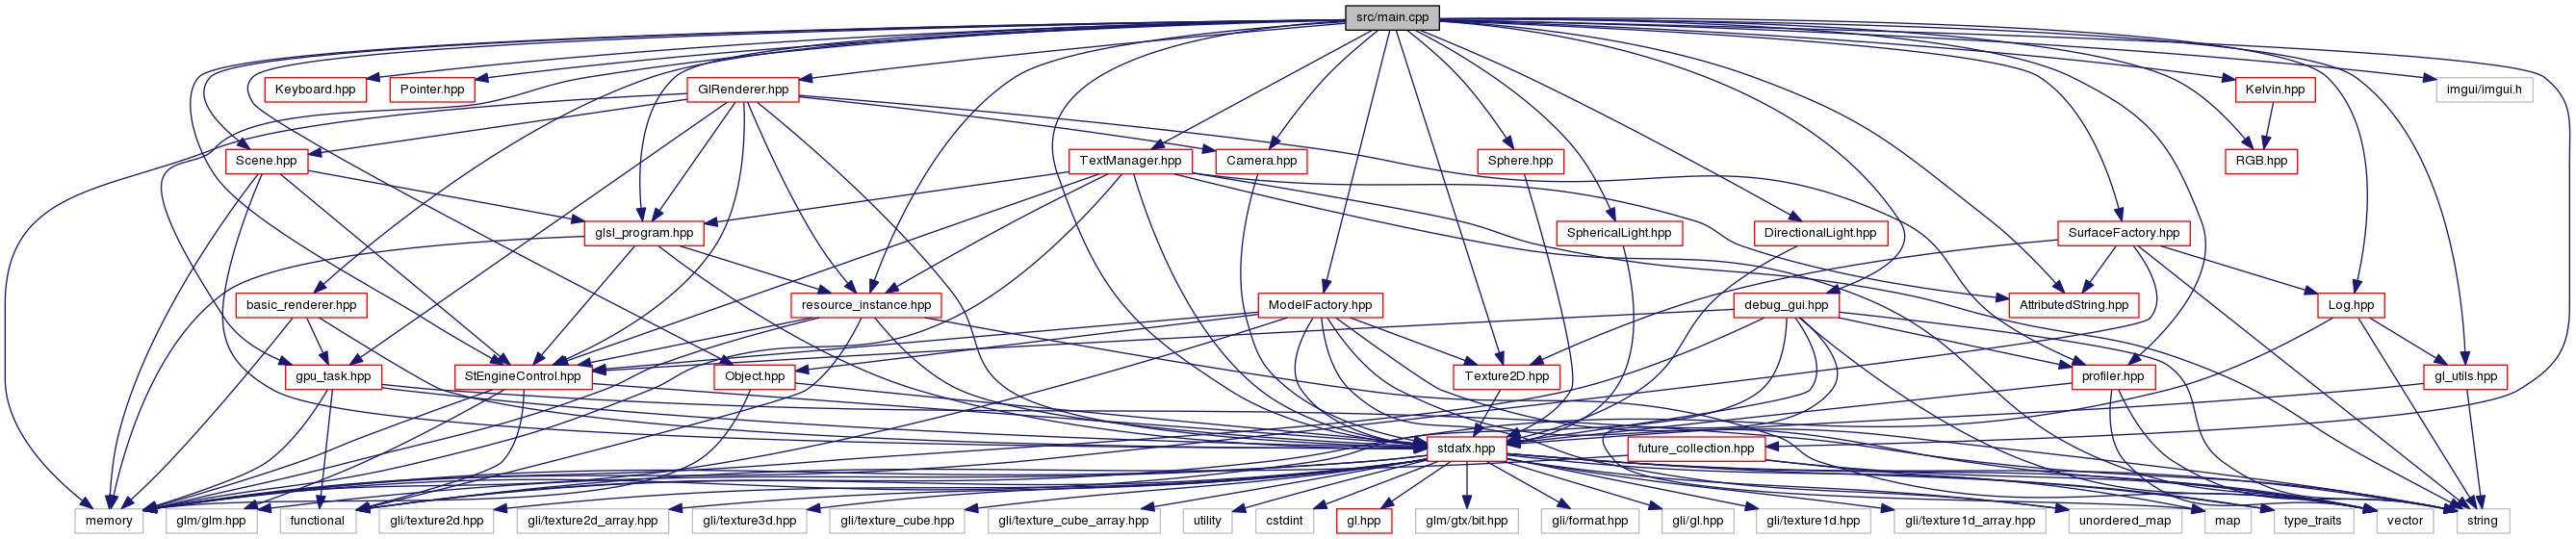 src/main.cpp
Keyboard.hpp
Pointer.hpp
GlRenderer.hpp
Kelvin.hpp
imgui/imgui.h
Scene.hpp
TextManager.hpp
Camera.hpp
Sphere.hpp
RGB.hpp
glsl_program.hpp
SphericalLight.hpp
DirectionalLight.hpp
SurfaceFactory.hpp
basic_renderer.hpp
resource_instance.hpp
ModelFactory.hpp
debug_gui.hpp
AttributedString.hpp
Log.hpp
gpu_task.hpp
StEngineControl.hpp
Object.hpp
Texture2D.hpp
profiler.hpp
gl_utils.hpp
stdafx.hpp
future_collection.hpp
memory
glm/glm.hpp
functional
gli/texture2d.hpp
gli/texture2d_array.hpp
gli/texture3d.hpp
gli/texture_cube.hpp
gli/texture_cube_array.hpp
utility
cstdint
gl.hpp
glm/gtx/bit.hpp
gli/format.hpp
gli/gl.hpp
gli/texture1d.hpp
gli/texture1d_array.hpp
unordered_map
map
type_traits
vector
string